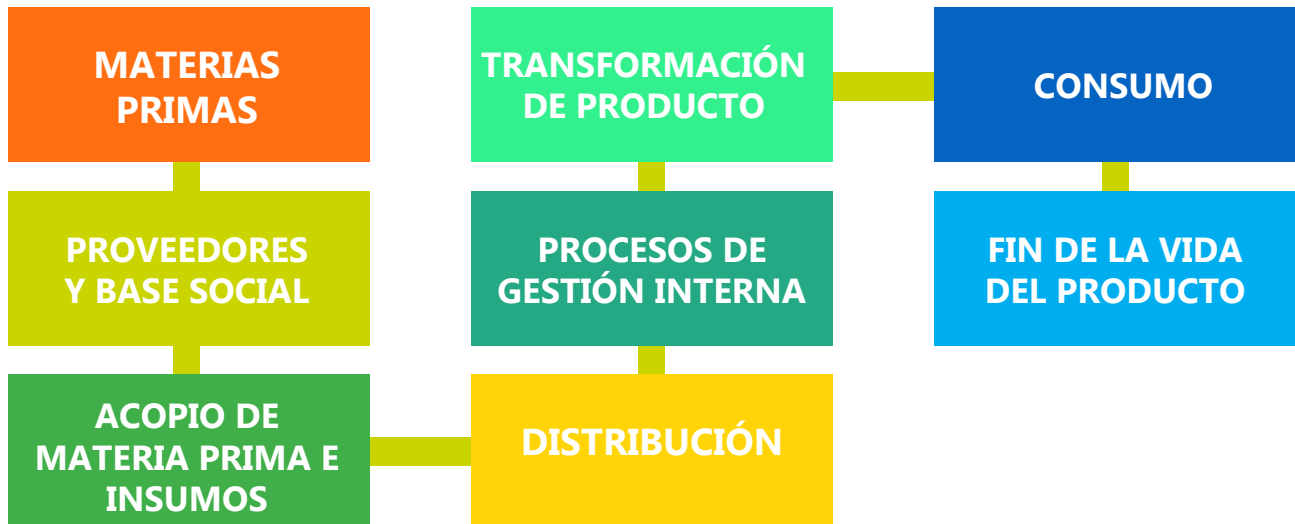 MATERIAS
PRIMAS
PROVEEDORES
Y BASE SOCIAL
ACOPIO DE
MATERIA PRIMA E
INSUMOS
DISTRIBUCIÓN
PROCESOS DE
GESTIÓN INTERNA
TRANSFORMACIÓN
DE PRODUCTO
CONSUMO
FIN DE LA VIDA
DEL PRODUCTO